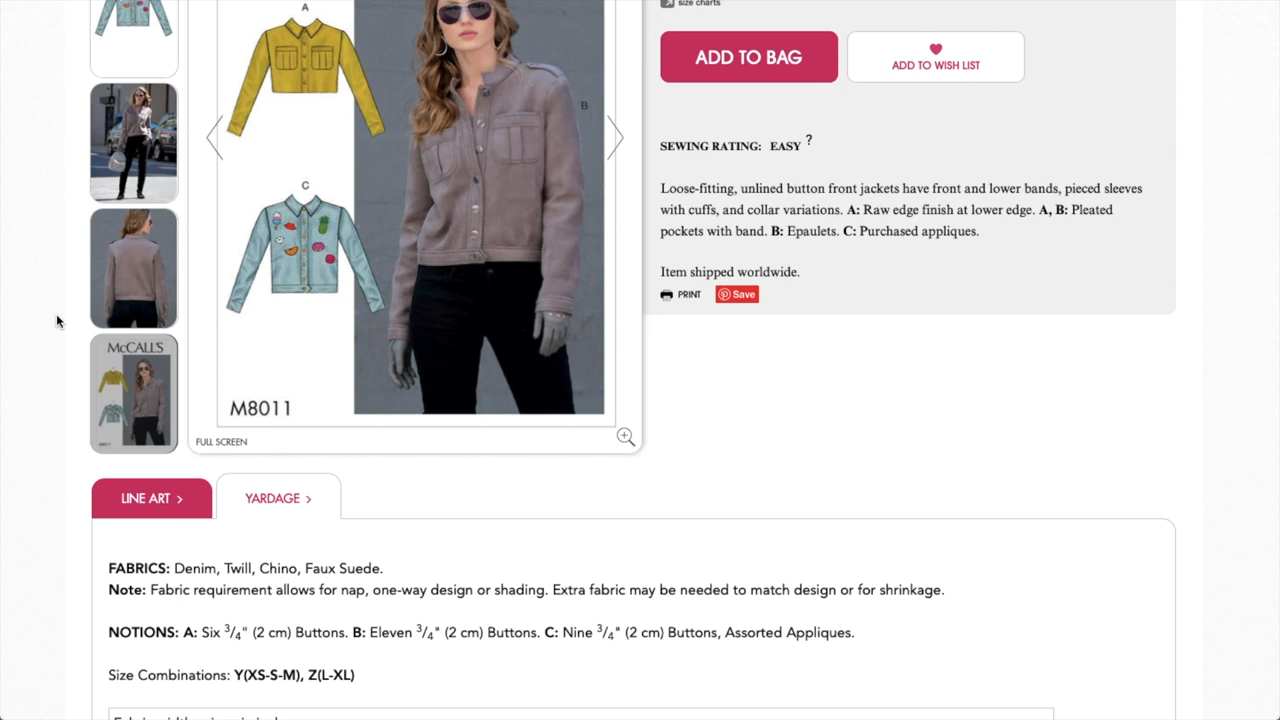 size charts
ADD TO BAG
ADD TO WISH LIST
SEWING RATING: EASY ?
Loose-fitting, unlined button front jackets have front and lower bands, pieced sleeves
with cuffs, and collar variations. A: Raw edge finish at lower edge. A, B: Pleated
pockets with band. B: Epaulets. C: Purchased appliques.
Item shipped worldwide.
PRINT
Save
A
B
C
M8011
FULL SCREEN
McCALL'S
LINE ART >
YARDAGE >
FABRICS: Denim, Twill, Chino, Faux Suede.
Note: Fabric requirement allows for nap, one-way design or shading. Extra fabric may be needed to match design or for shrinkage.
NOTIONS: A: Six 3/4" (2 cm) Buttons. B: Eleven 3/4" (2 cm) Buttons. C: Nine 3/4" (2 cm) Buttons, Assorted Appliques.
Size Combinations: Y(XS-S-M), Z(L-XL)